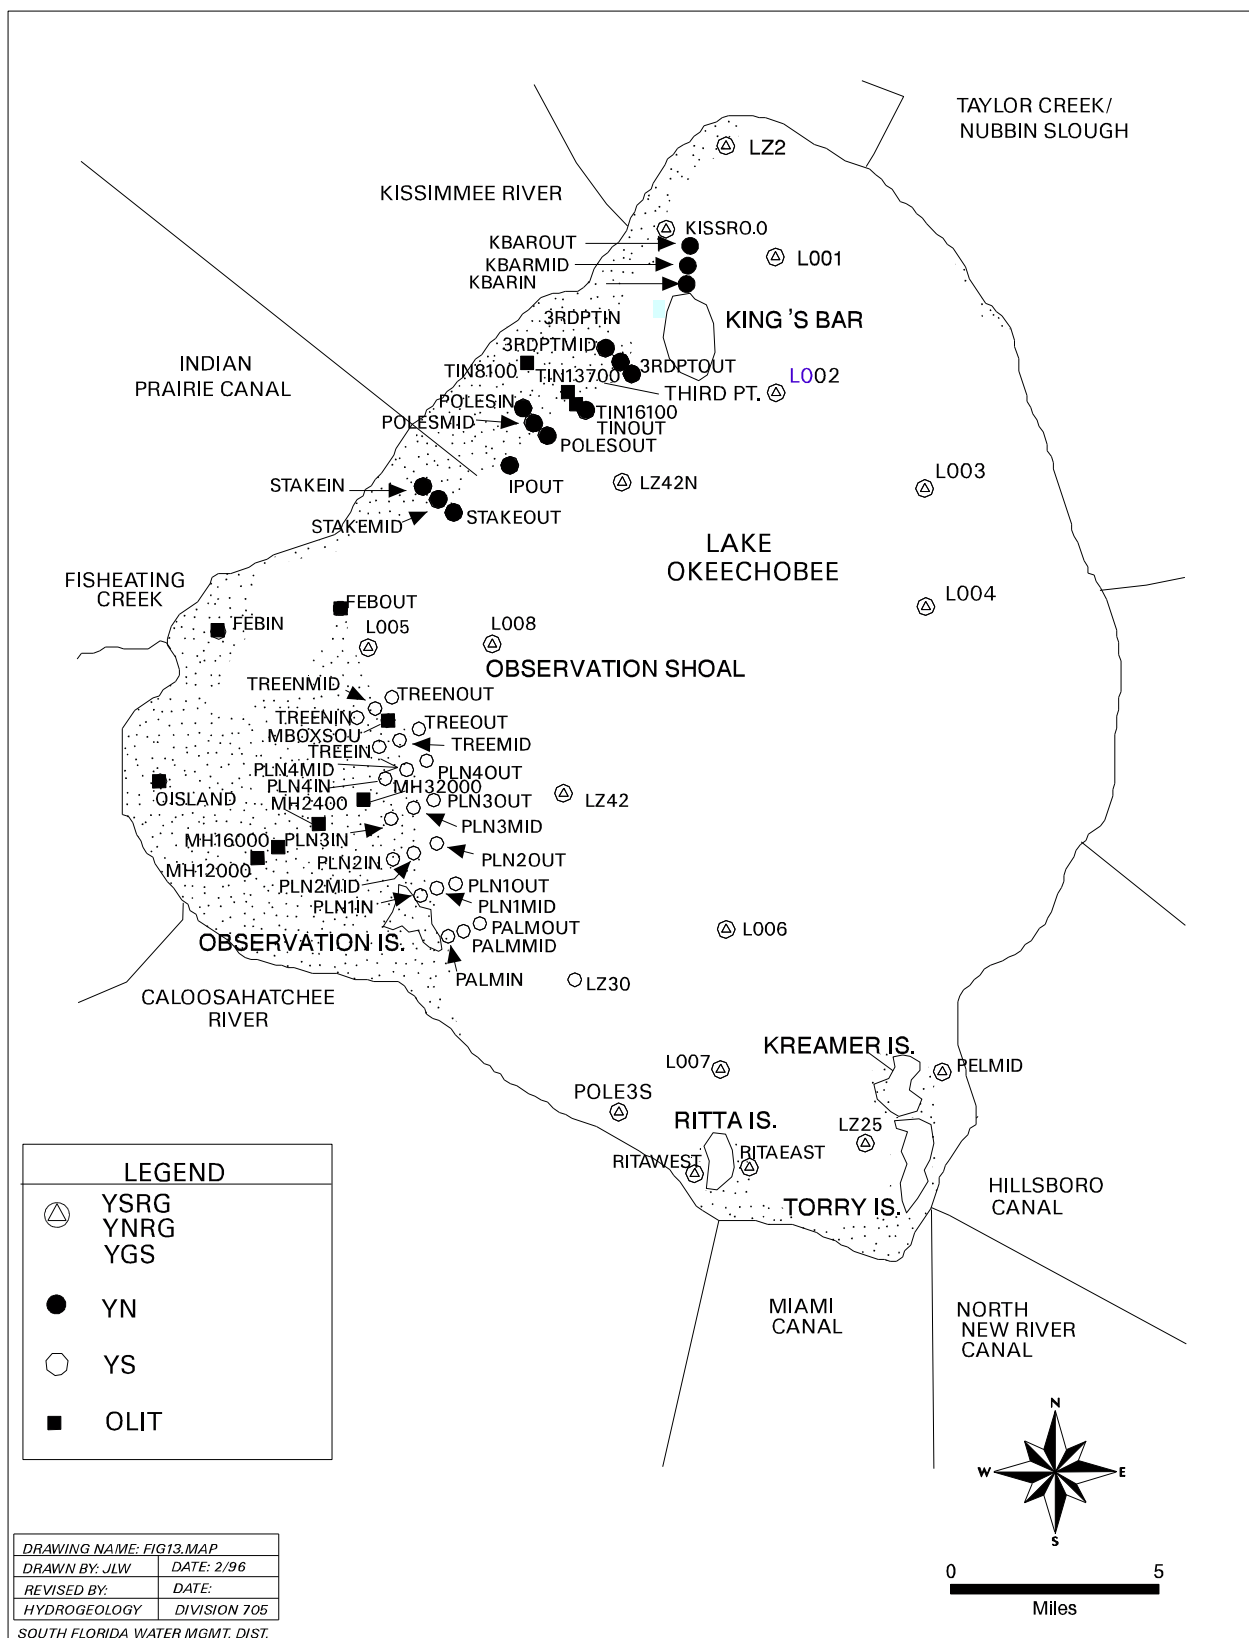 TAYLOR CREEK/
NUBBIN SLOUGH
LZ2
KISSIMMEE RIVER
KISSRO.0
KBAROUT
KBARMID
KBARIN
L001
3RDPTIN
KING 'S BAR
3RDPTMID
INDIAN
PRAIRIE CANAL
TIN8100
3RDPTOUT
TIN13700
L002
THIRD PT.
POLESIN
TIN16100
POLESMID
TINOUT
POLESOUT
L003
STAKEIN
IPOUT
LZ42N
STAKEMID
STAKEOUT
LAKE
OKEECHOBEE
FISHEATING
CREEK
FEBOUT
L004
FEBIN
L005
L008
OBSERVATION SHOAL
TREENMID
TREENOUT
TREENIN
MBOXSOU
TREEOUT
TREEIN
TREEMID
PLN4MID
PLN4OUT
PLN4IN
MH32000
OISLAND
MH2400
PLN3OUT
LZ42
PLN3MID
MH16000
PLN3IN
MH12000
PLN2IN
PLN2OUT
PLN2MID
PLN1OUT
PLN1IN
PLN1MID
PALMOUT
L006
OBSERVATION IS.
PALMMID
PALMIN
LZ30
CALOOSAHATCHEE
RIVER
KREAMER IS.
L007
PELMID
POLE3S
RITTA IS.
LZ25
RITAWEST
RITAEAST
TORRY IS.
HILLSBORO
CANAL
MIAMI
CANAL
NORTH
NEW RIVER
CANAL
LEGEND
YSRG
YNRG
YGS
YN
YS
OLIT
N
W
E
S
0 5
Miles
DRAWING NAME: FIG13.MAP
DRAWN BY: JLW DATE: 2/96
REVISED BY: DATE:
HYDROGEOLOGY DIVISION 705
SOUTH FLORIDA WATER MGMT. DIST.